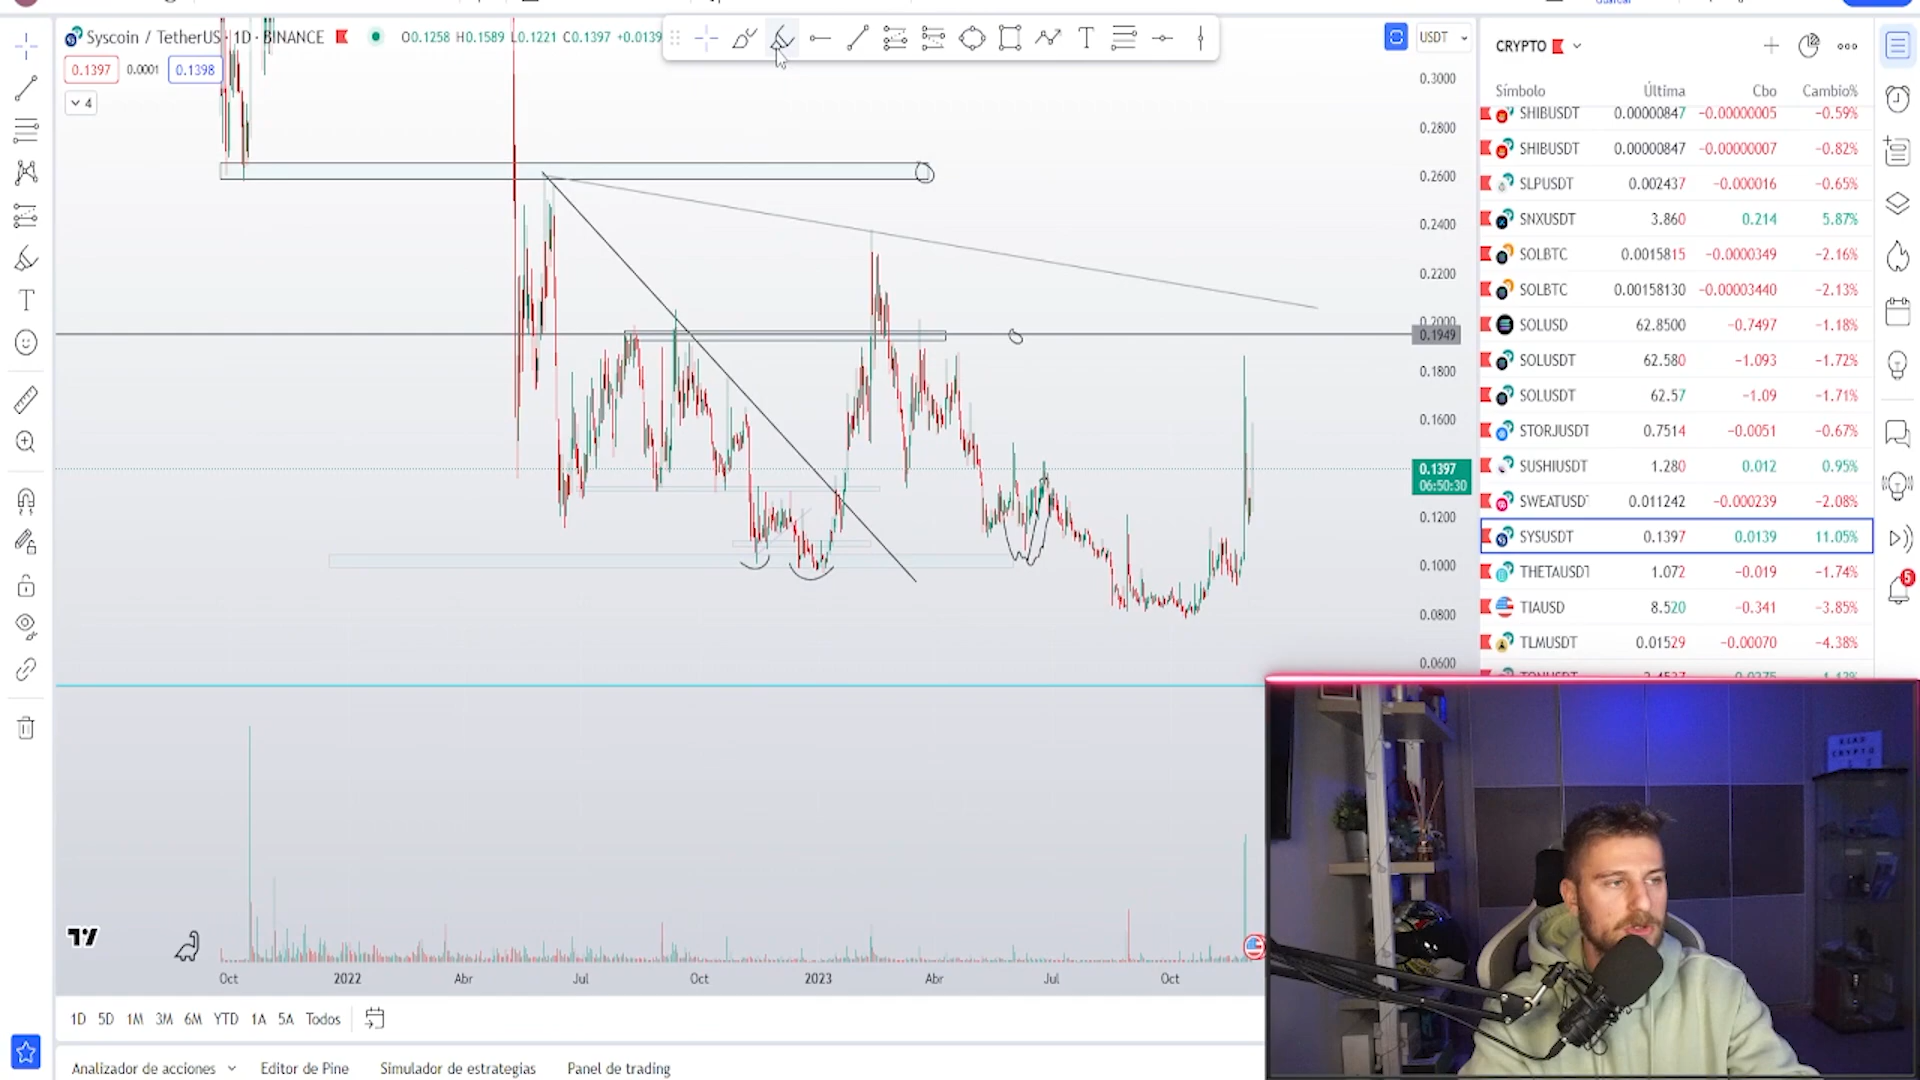 Syscoin / TetherUS · 1D · BINANCE O0.1258 H0.1589 L0.1221 C0.1397 +0.0139
0.1397 0.0001 0.1398
4
T
USDT
0.3000
0.2800
0.2600
0.2400
0.2200
0.2000
0.1949
0.1800
0.1600
0.1397
06:50:30
0.1200
0.1000
0.0800
0.0600
CRYPTO
Símbolo Última Cbo Cambio%
SHIBUSDT 0.00000847 −0.00000005 −0.59%
SHIBUSDT 0.00000847 −0.00000007 −0.82%
SLPUSDT 0.002437 −0.000016 −0.65%
SNXUSDT 3.860 0.214 5.87%
SOLBTC 0.0015815 −0.0000349 −2.16%
SOLBTC 0.00158130 −0.00003440 −2.13%
SOLUSD 62.8500 −0.7497 −1.18%
SOLUSDT 62.580 −1.093 −1.72%
SOLUSDT 62.57 −1.09 −1.71%
STORJUSDT 0.7514 −0.0051 −0.67%
SUSHIUSDT 1.280 0.012 0.95%
SWEATUSDT 0.011242 −0.000239 −2.08%
SYSUSDT 0.1397 0.0139 11.05%
THETAUSDT 1.072 −0.019 −1.74%
TIAUSD 8.520 −0.341 −3.85%
TLMUSDT 0.01529 −0.00070 −4.38%
5
Oct 2022 Abr Jul Oct 2023 Abr Jul Oct
1D 5D 1M 3M 6M YTD 1A 5A Todos
Analizador de acciones Editor de Pine Simulador de estrategias Panel de trading